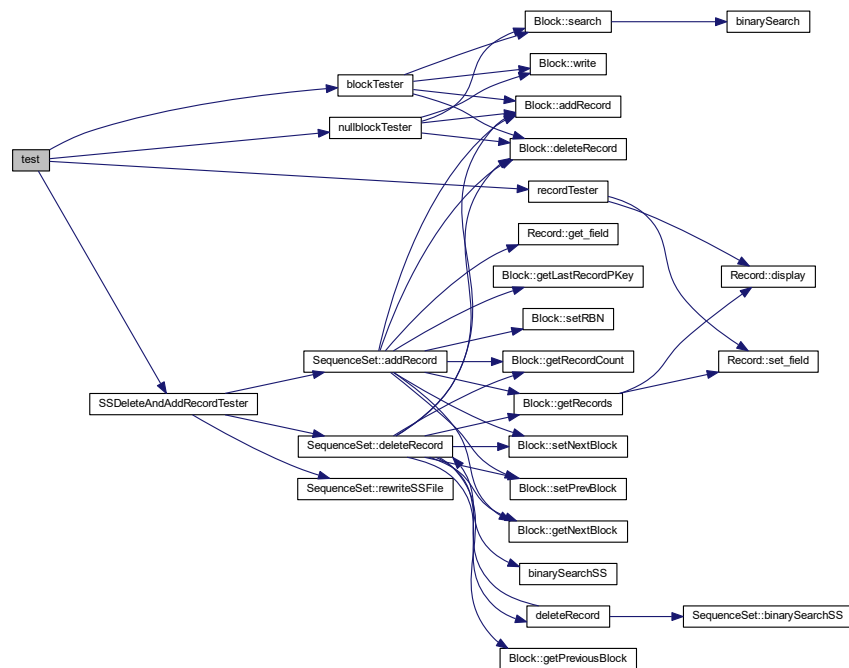 Block::search
binarySearch
Block::write
blockTester
Block::addRecord
nullblockTester
Block::deleteRecord
test
recordTester
Record::get_field
Block::getLastRecordPKey
Record::display
Block::setRBN
SequenceSet::addRecord
Block::getRecordCount
Record::set_field
SSDeleteAndAddRecordTester
Block::getRecords
SequenceSet::deleteRecord
Block::setNextBlock
SequenceSet::rewriteSSFile
Block::setPrevBlock
Block::getNextBlock
binarySearchSS
deleteRecord
SequenceSet::binarySearchSS
Block::getPreviousBlock